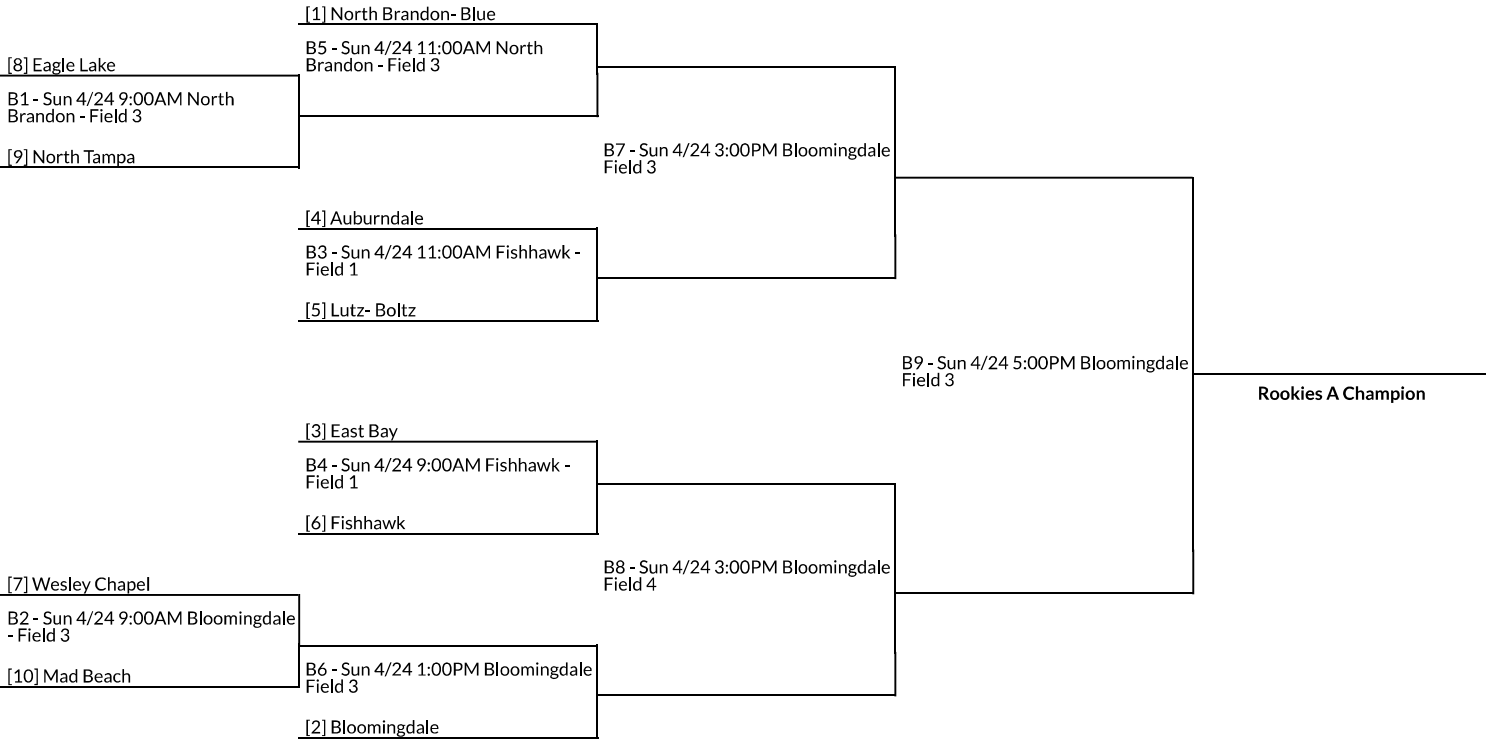 [1] North Brandon- Blue
B5 - Sun 4/24 11:00AM North
Brandon - Field 3
[8] Eagle Lake
B1 - Sun 4/24 9:00AM North
Brandon - Field 3
[9] North Tampa
B7 - Sun 4/24 3:00PM Bloomingdale
Field 3
[4] Auburndale
B3 - Sun 4/24 11:00AM Fishhawk -
Field 1
[5] Lutz- Boltz
B9 - Sun 4/24 5:00PM Bloomingdale
Field 3
Rookies A Champion
[3] East Bay
B4 - Sun 4/24 9:00AM Fishhawk -
Field 1
[6] Fishhawk
B8 - Sun 4/24 3:00PM Bloomingdale
Field 4
[7] Wesley Chapel
B2 - Sun 4/24 9:00AM Bloomingdale
- Field 3
[10] Mad Beach
B6 - Sun 4/24 1:00PM Bloomingdale
Field 3
[2] Bloomingdale